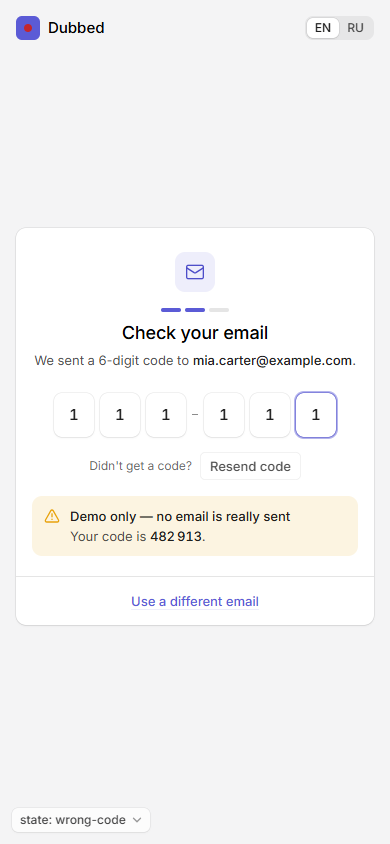 Dubbed
EN RU
Check your email
We sent a 6-digit code to mia.carter@example.com.
1 1 1 – 1 1 1
Didn't get a code? Resend code
Demo only — no email is really sent
Your code is 482 913.
Use a different email
state: wrong-code